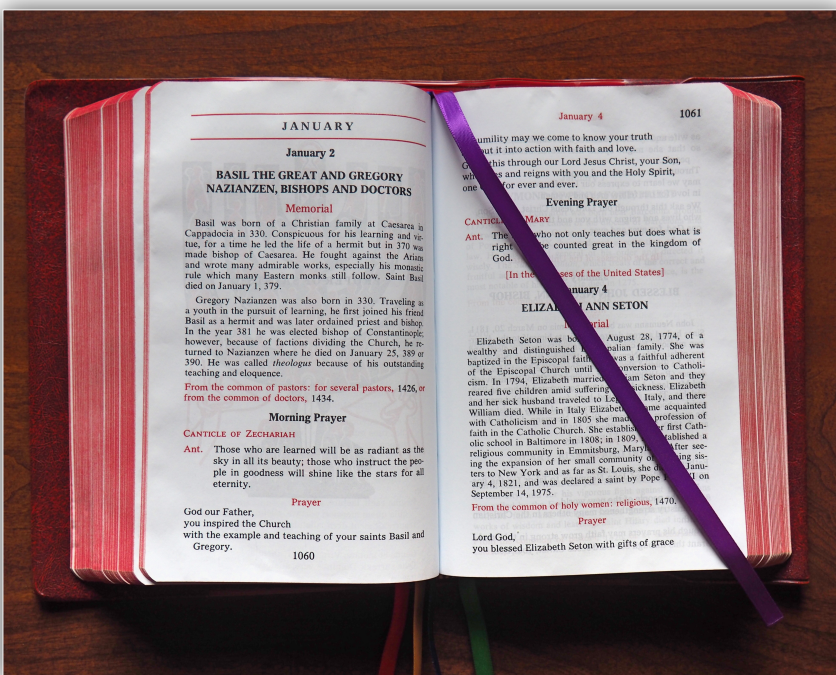 JANUARY
January 2
BASIL THE GREAT AND GREGORY
NAZIANZEN, BISHOPS AND DOCTORS
Memorial
Basil was born of a Christian family at Caesarea in
Cappadocia in 330. Conspicuous for his learning and vir-
tue, for a time he led the life of a hermit but in 370 was
made bishop of Caesarea. He fought against the Arians
and wrote many admirable works, especially his monastic
rule which many Eastern monks still follow. Saint Basil
died on January 1, 379.
Gregory Nazianzen was also born in 330. Traveling as
a youth in the pursuit of learning, he first joined his friend
Basil as a hermit and was later ordained priest and bishop.
In the year 381 he was elected bishop of Constantinople;
however, because of factions dividing the Church, he re-
turned to Nazianzen where he died on January 25, 389 or
390. He was called theologus because of his outstanding
teaching and eloquence.
From the common of pastors: for several pastors, 1426, or
from the common of doctors, 1434.
Morning Prayer
CANTICLE OF ZECHARIAH
Ant. Those who are learned will be as radiant as the
sky in all its beauty; those who instruct the peo-
ple in goodness will shine like the stars for all
eternity.
Prayer
God our Father,
you inspired the Church
with the example and teaching of your saints Basil and
Gregory.
1060
January 4 1061
may we come to know your truth
it into action with faith and love.
this through our Lord Jesus Christ, your Son,
and reigns with you and the Holy Spirit,
one for ever and ever.
Evening Prayer
MARY
Ant. The who not only teaches but does what is
right be counted great in the kingdom of
God.
[In the of the United States]
4
ANN SETON
Elizabeth Seton was August 28, 1774, of a
wealthy and distinguished family. She was
baptized in the Episcopal was a faithful adherent
of the Episcopal Church until to Catholi-
cism. In 1794, Elizabeth married Seton and they
reared five children amid suffering sickness. Elizabeth
and her sick husband traveled to Italy, and there
William died. While in Italy acquainted
with Catholicism and in 1805 she profession of
faith in the Catholic Church. She first Cath-
olic school in Baltimore in 1808; in 1809, a
religious community in Emmitsburg, After see-
ing the expansion of her small community of sis-
ters to New York and as far as St. Louis, she Janu-
ary 4, 1821, and was declared a saint by Pope on
September 14, 1975.
From the common of holy women: religious, 1470.
Prayer
Lord God,
you blessed Elizabeth Seton with gifts of grace